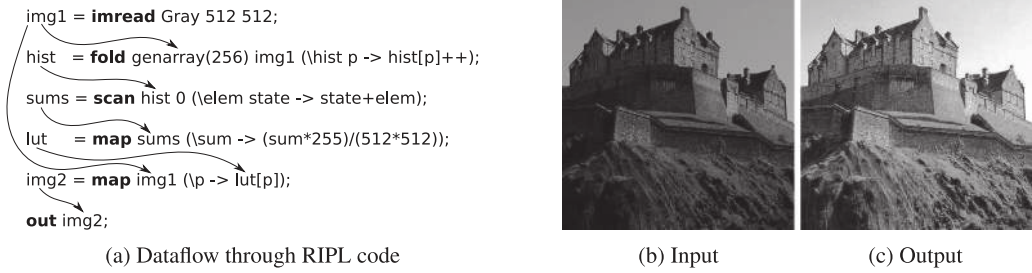 img1 = imread Gray 512 512;
hist = fold genarray(256) img1 (\hist p -> hist[p]++);
sums = scan hist 0 (\elem state -> state+elem);
lut = map sums (\sum -> (sum*255)/(512*512));
img2 = map img1 (\p -> lut[p]);
out img2;
(a) Dataflow through RIPL code
(b) Input
(c) Output